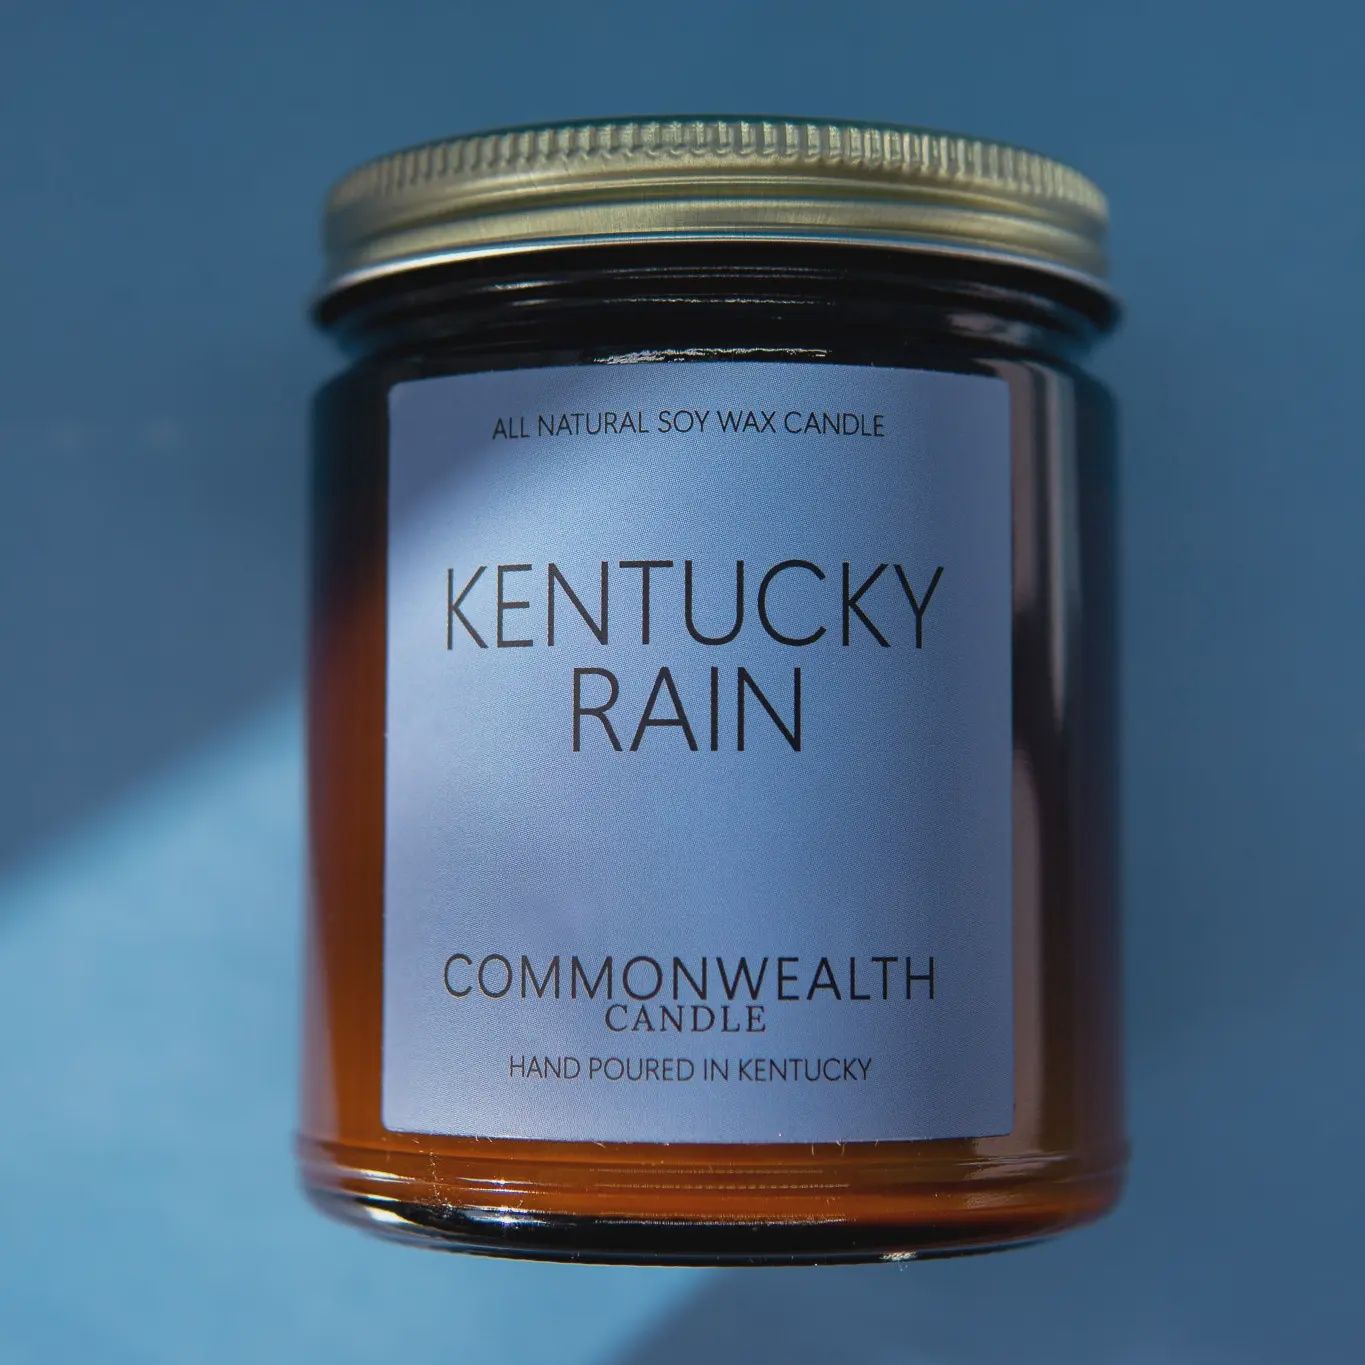 ALL NATURAL SOY WAX CANDLE
KENTUCKY
RAIN
COMMONWEALTH
CANDLE
HAND POURED IN KENTUCKY